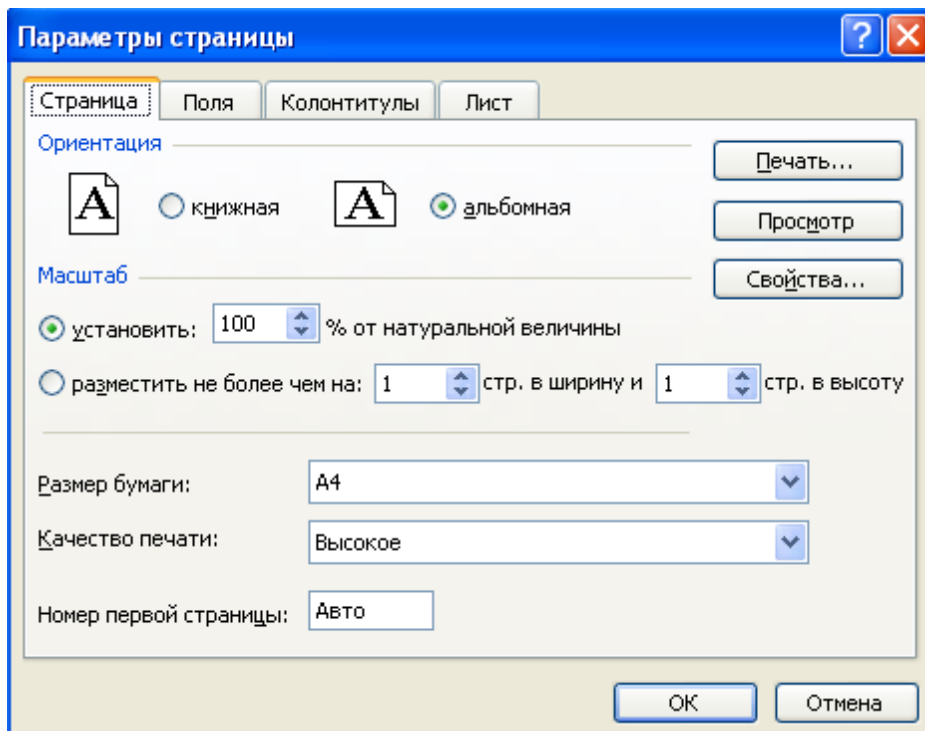 Параметры страницы
Страница Поля Колонтитулы Лист
Ориентация
Печать...
A книжная A альбомная
Просмотр
Масштаб
Свойства...
установить: 100 % от натуральной величины
разместить не более чем на: 1 стр. в ширину и 1 стр. в высоту
Размер бумаги: A4
Качество печати: Высокое
Номер первой страницы: Авто
ОК Отмена